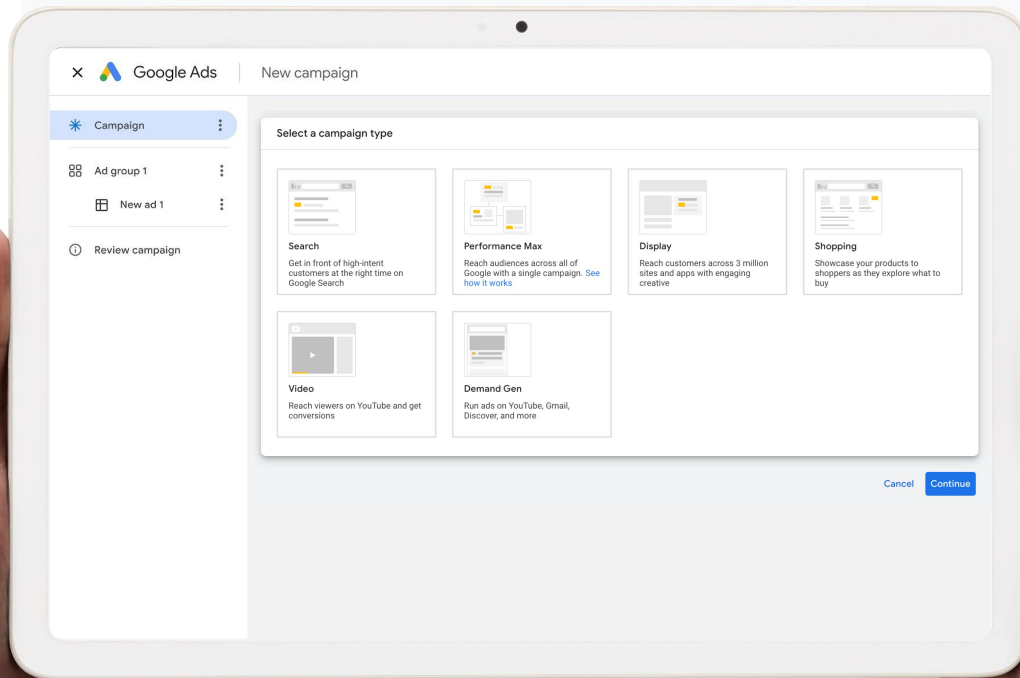 Google Ads
New campaign
Campaign
Ad group 1
New ad 1
Review campaign
Select a campaign type
Search
Get in front of high-intent
customers at the right time on
Google Search
Performance Max
Reach audiences across all of
Google with a single campaign. See
how it works
Display
Reach customers across 3 million
sites and apps with engaging
creative
Shopping
Showcase your products to
shoppers as they explore what to
buy
Video
Reach viewers on YouTube and get
conversions
Demand Gen
Run ads on YouTube, Gmail,
Discover, and more
Cancel
Continue